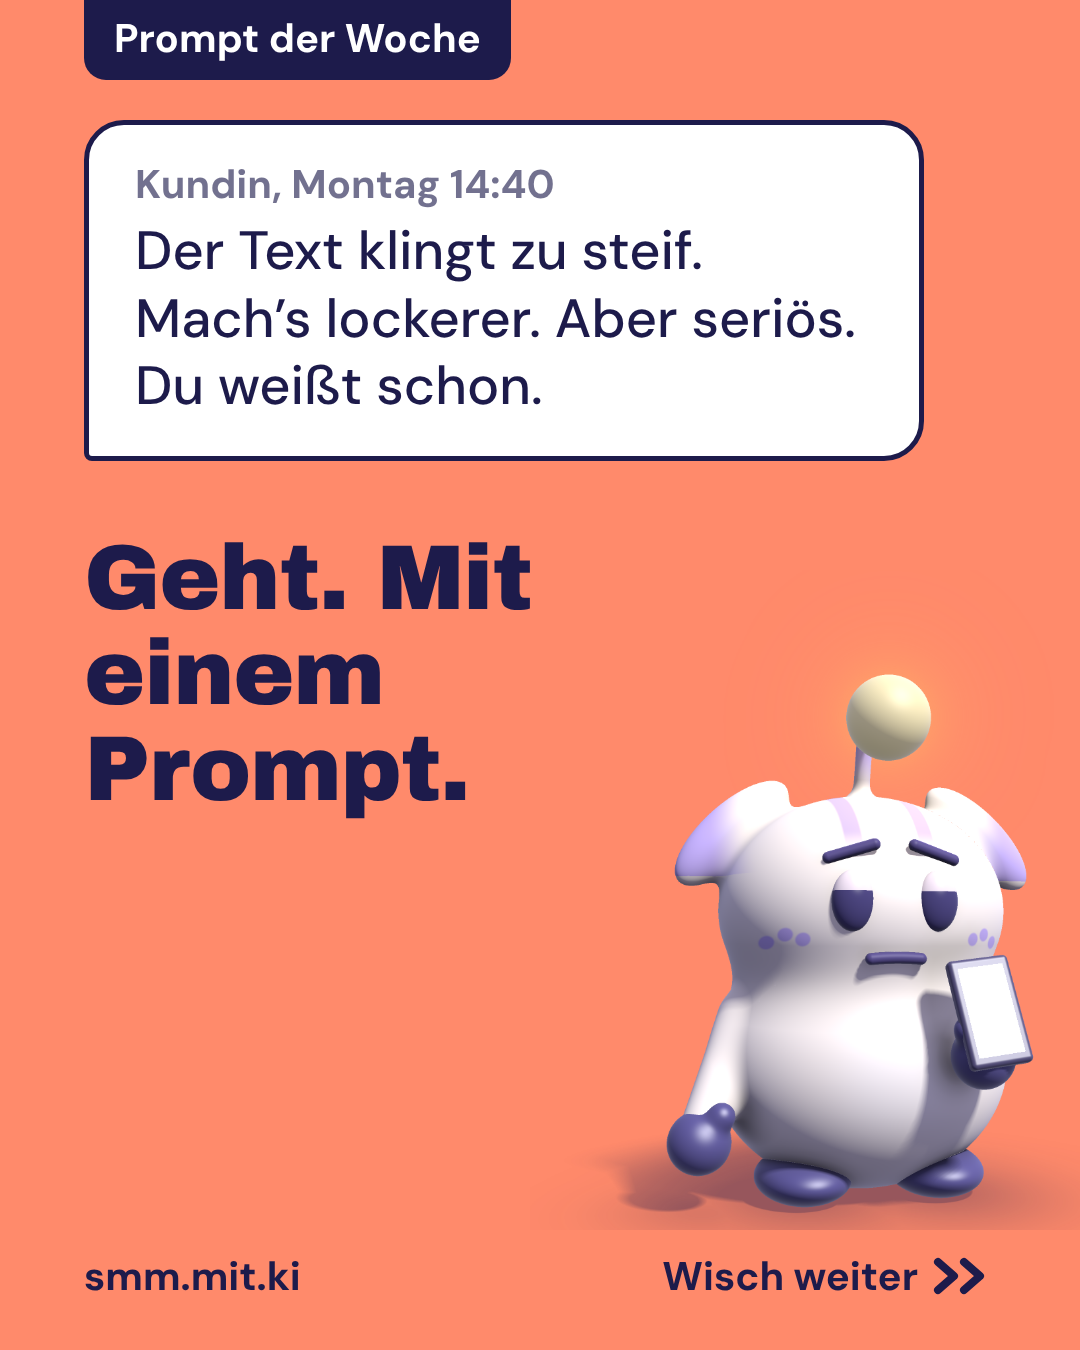 Prompt der Woche
Kundin, Montag 14:40
Der Text klingt zu steif.
Mach’s lockerer. Aber seriös.
Du weißt schon.
Geht. Mit
einem
Prompt.
smm.mit.ki
Wisch weiter